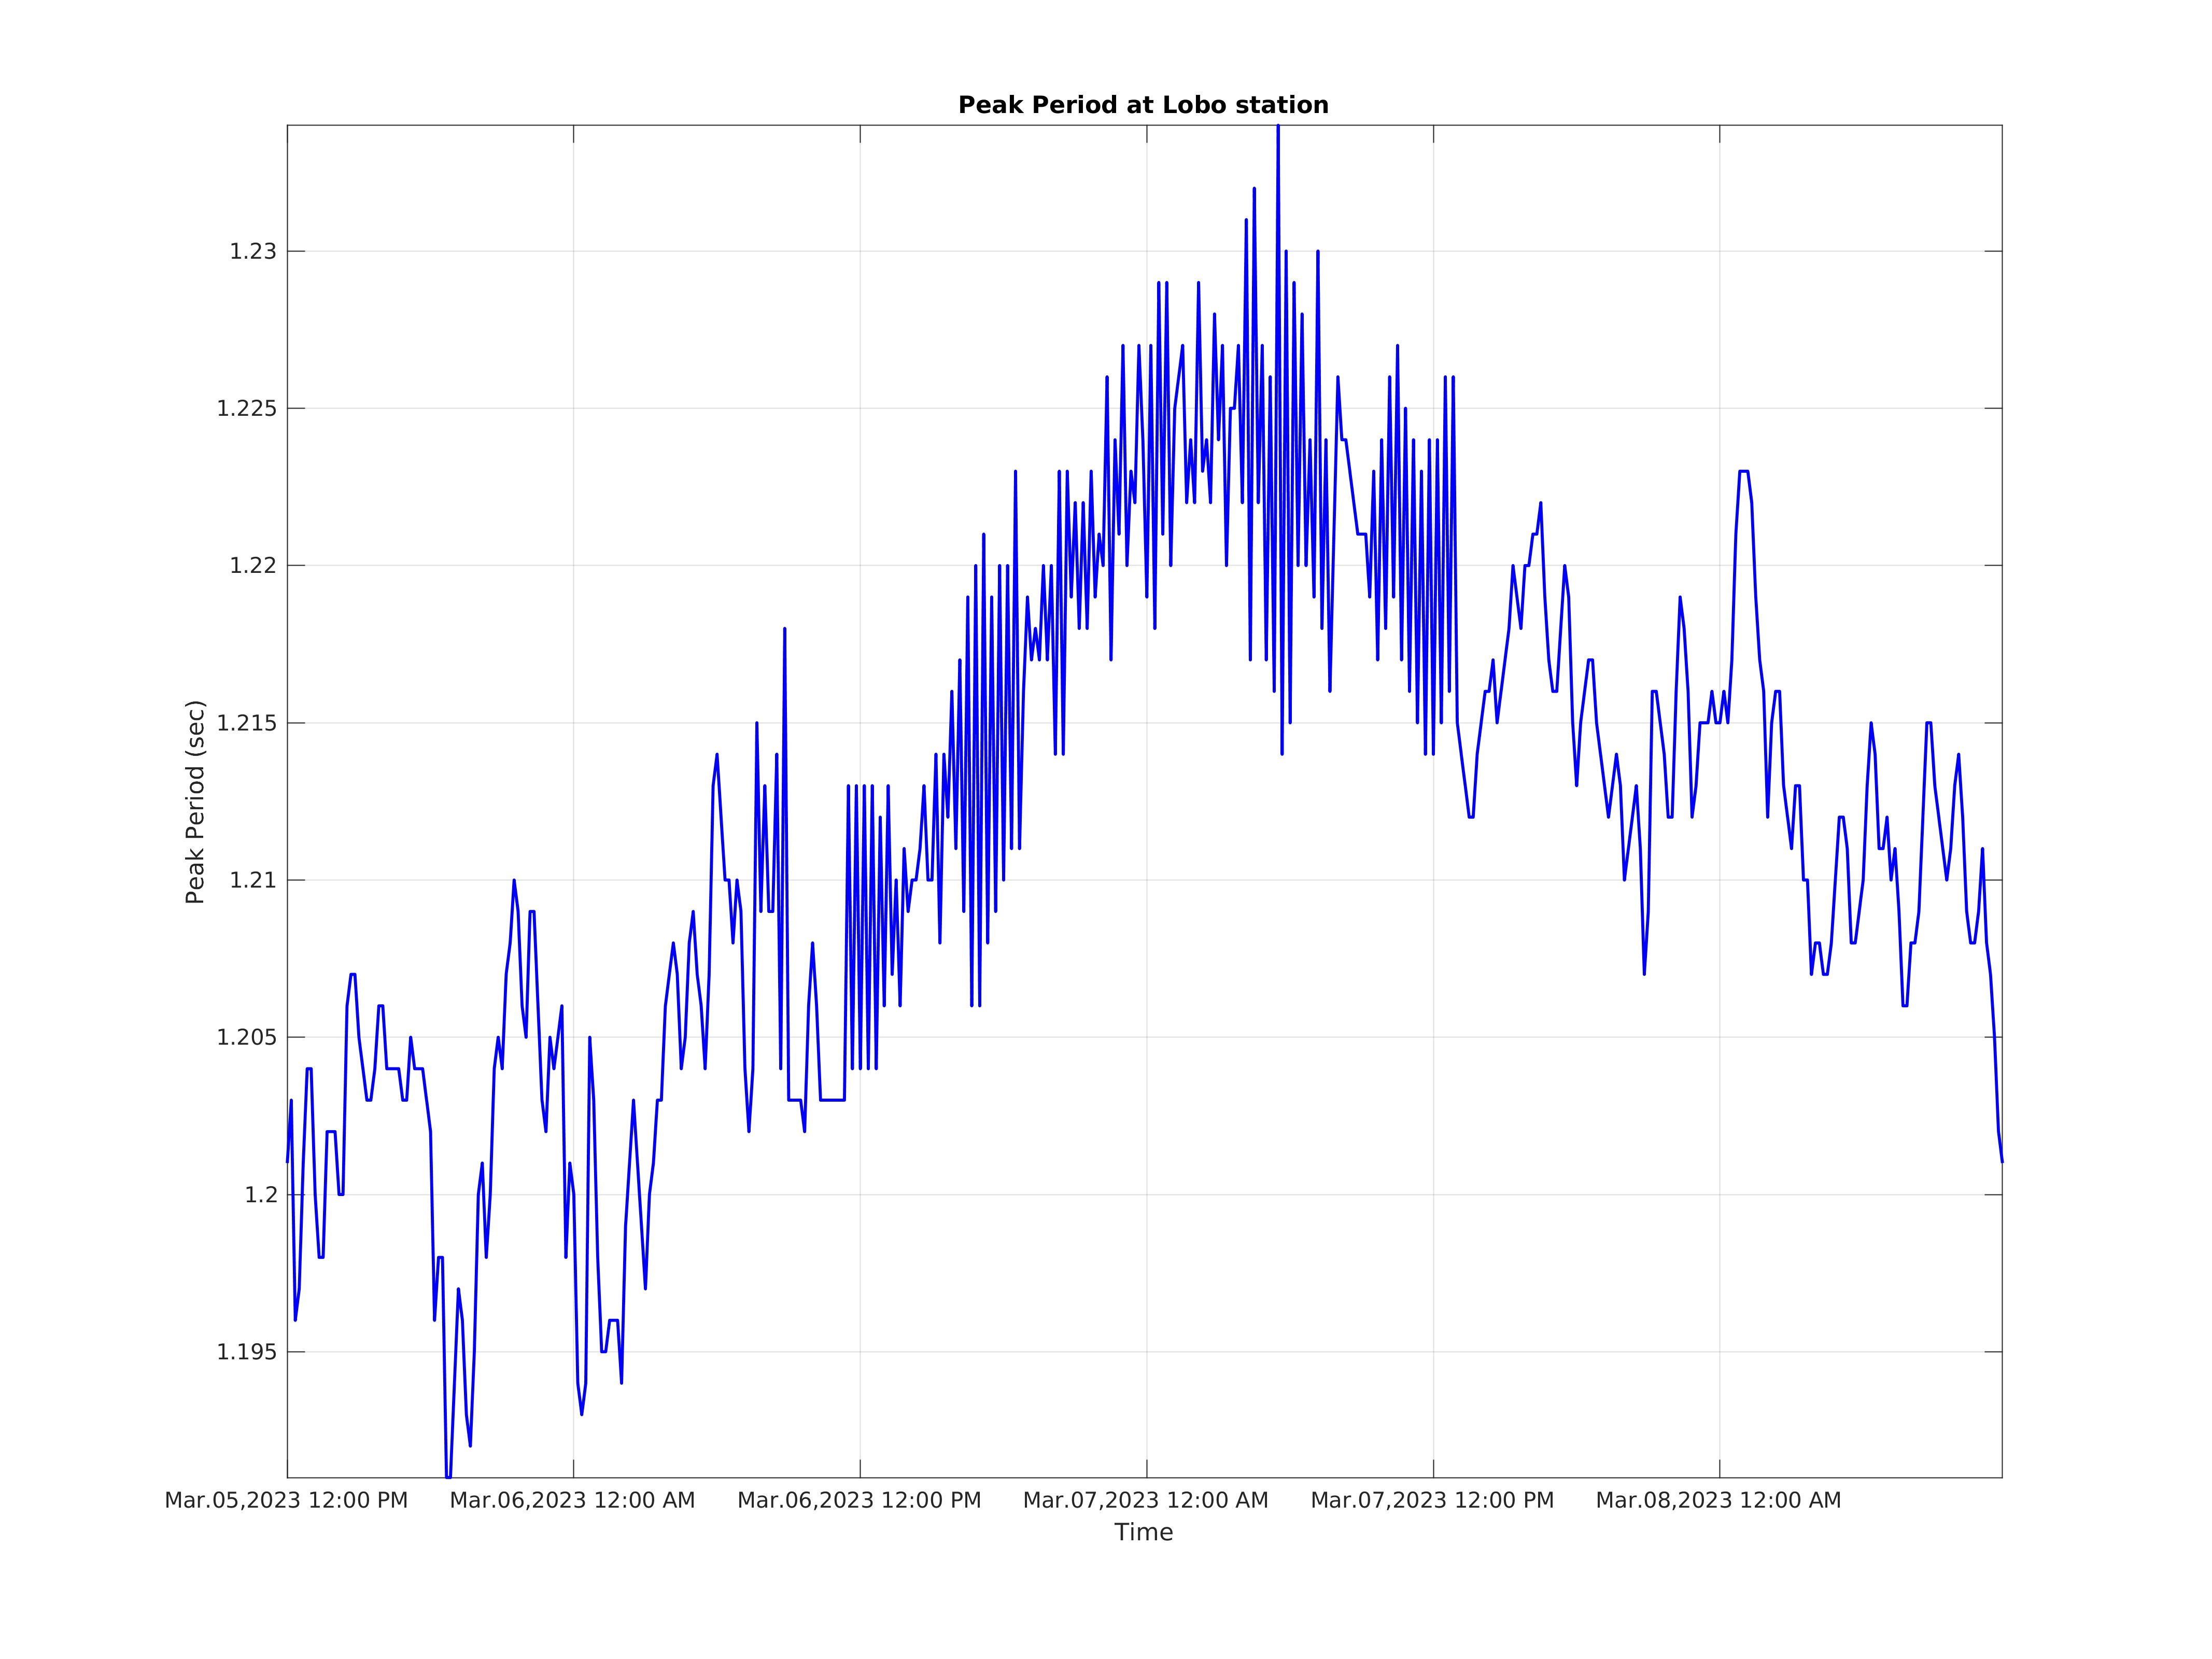 Peak Period at Lobo station
1.23
1.225
1.22
1.215
1.21
1.205
1.2
1.195
Peak Period (sec)
Mar.05,2023 12:00 PM Mar.06,2023 12:00 AM Mar.06,2023 12:00 PM Mar.07,2023 12:00 AM Mar.07,2023 12:00 PM Mar.08,2023 12:00 AM
Time